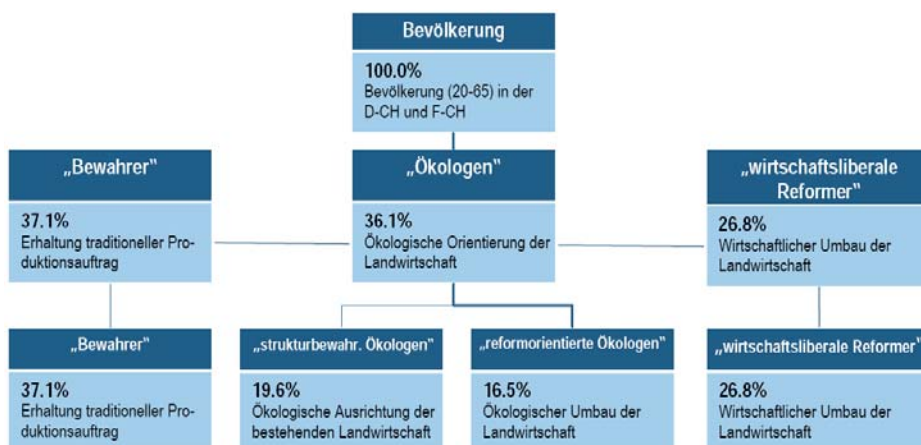 Bevölkerung
100.0%
Bevölkerung (20-65) in der
D-CH und F-CH
„Bewahrer"
37.1%
Erhaltung traditioneller Pro-
duktionsauftrag
„Ökologen"
36.1%
Ökologische Orientierung der
Landwirtschaft
„wirtschaftsliberale
Reformer"
26.8%
Wirtschaftlicher Umbau der
Landwirtschaft
„Bewahrer"
37.1%
Erhaltung traditioneller Pro-
duktionsauftrag
„strukturbewahr. Ökologen"
19.6%
Ökologische Ausrichtung der
bestehenden Landwirtschaft
„reformorientierte Ökologen"
16.5%
Ökologischer Umbau der
Landwirtschaft
„wirtschaftsliberale Reformer"
26.8%
Wirtschaftlicher Umbau der
Landwirtschaft